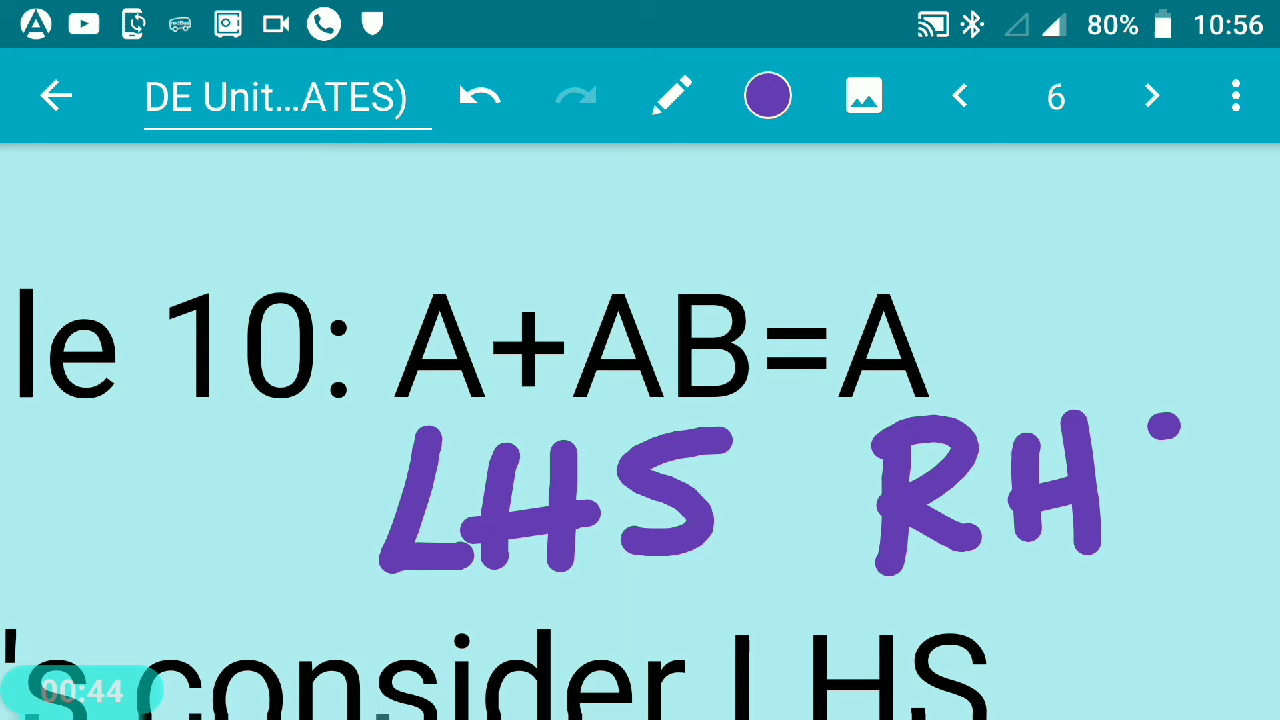 80% 10:56
DE Unit...ATES) 6
le 10: A+AB=A
LHS RH
's consider LHS
00:44